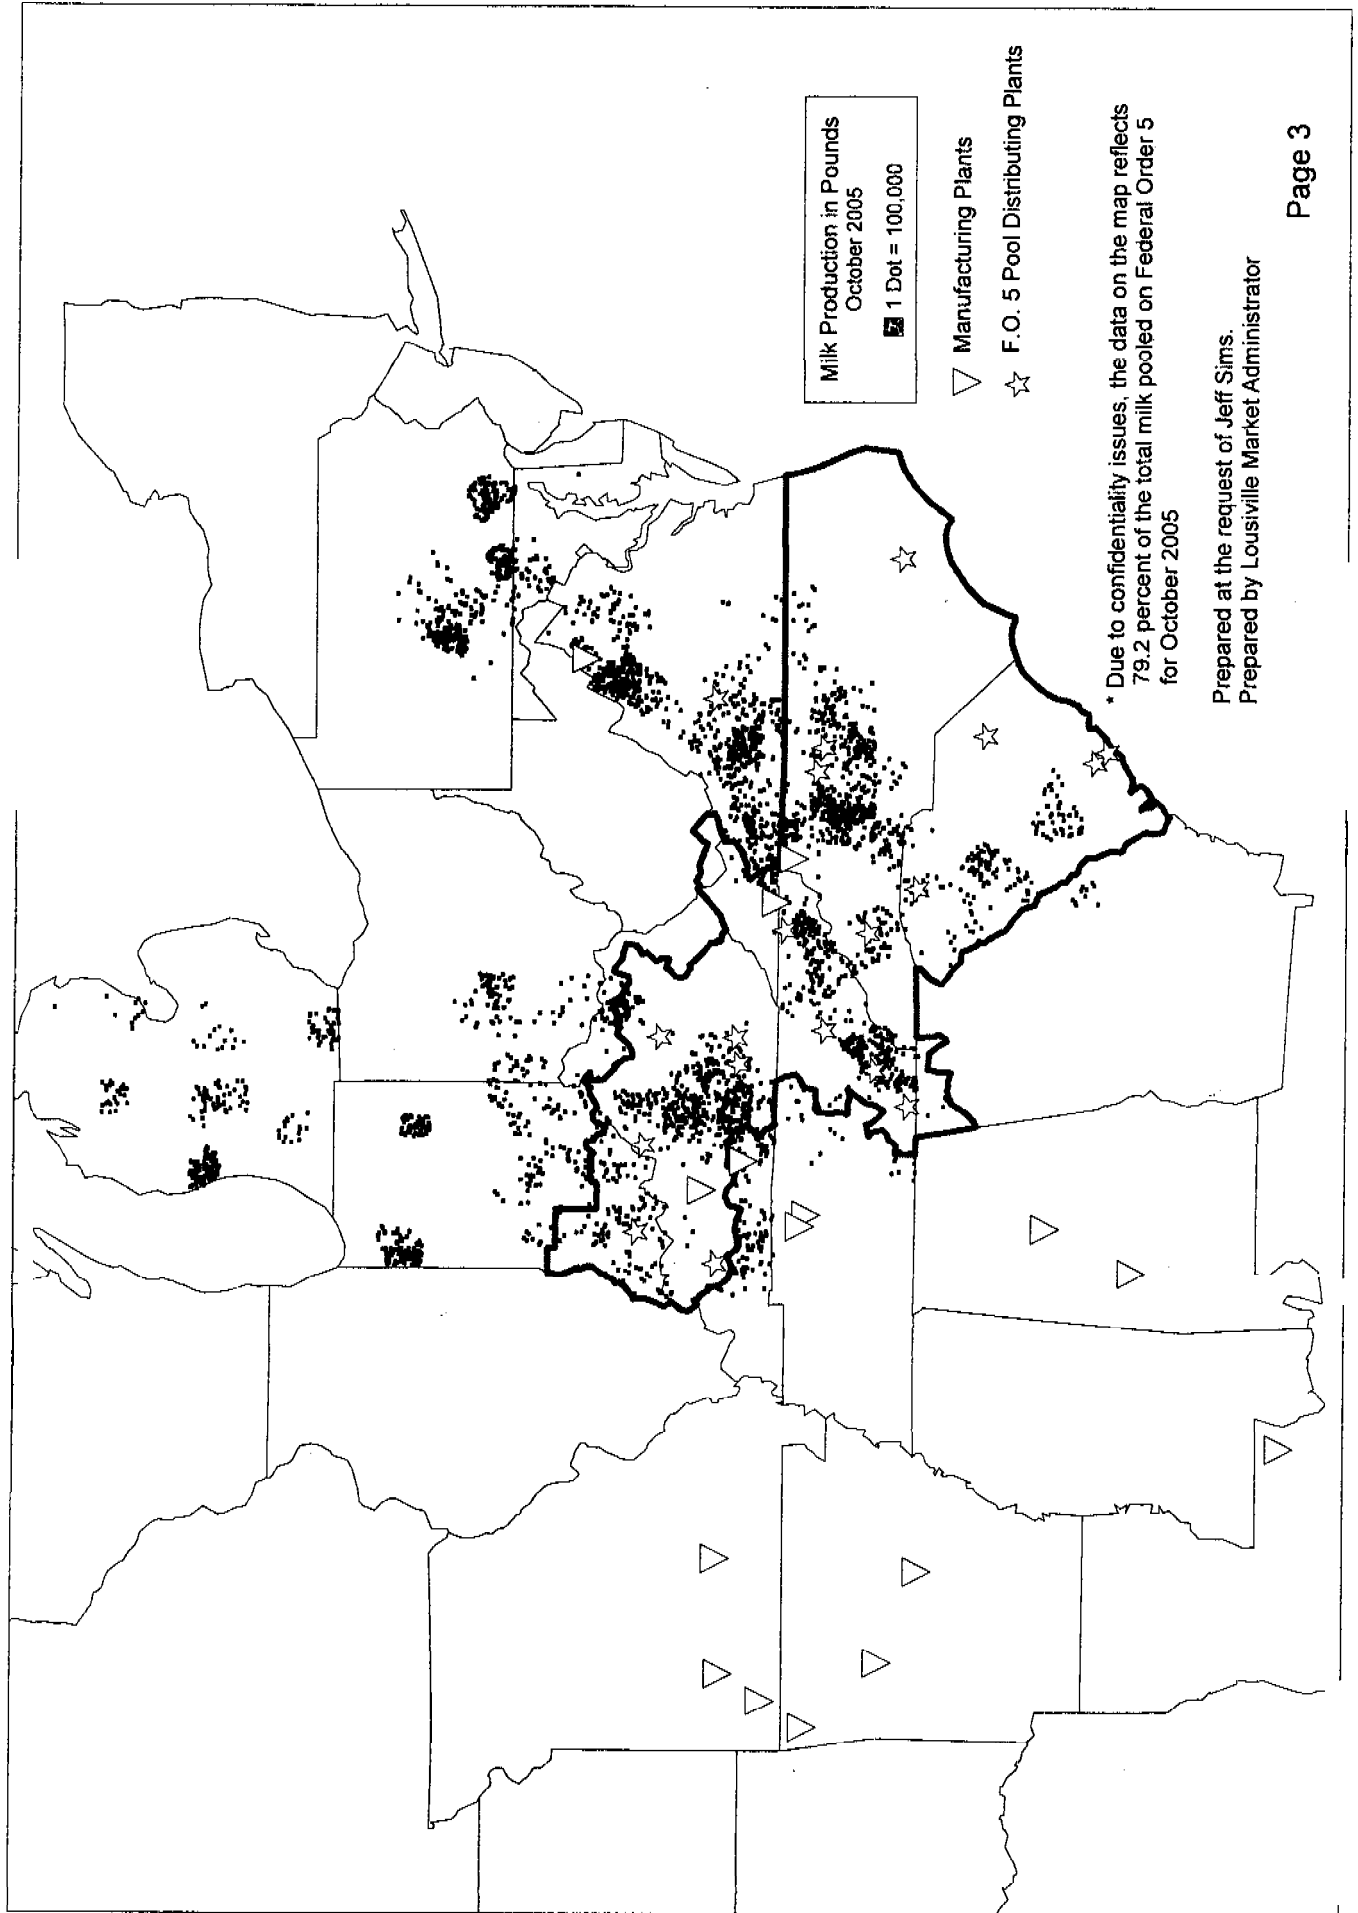 Milk Production in Pounds
October 2005
1 Dot = 100,000
Manufacturing Plants
F.O. 5 Pool Distributing Plants
* Due to confidentiality issues, the data on the map reflects
79.2 percent of the total milk pooled on Federal Order 5
for October 2005
Prepared at the request of Jeff Sims.
Prepared by Lousiville Market Administrator
Page 3